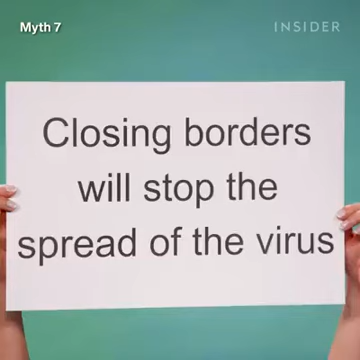 Myth 7
INSIDER
Closing borders
will stop the
spread of the virus